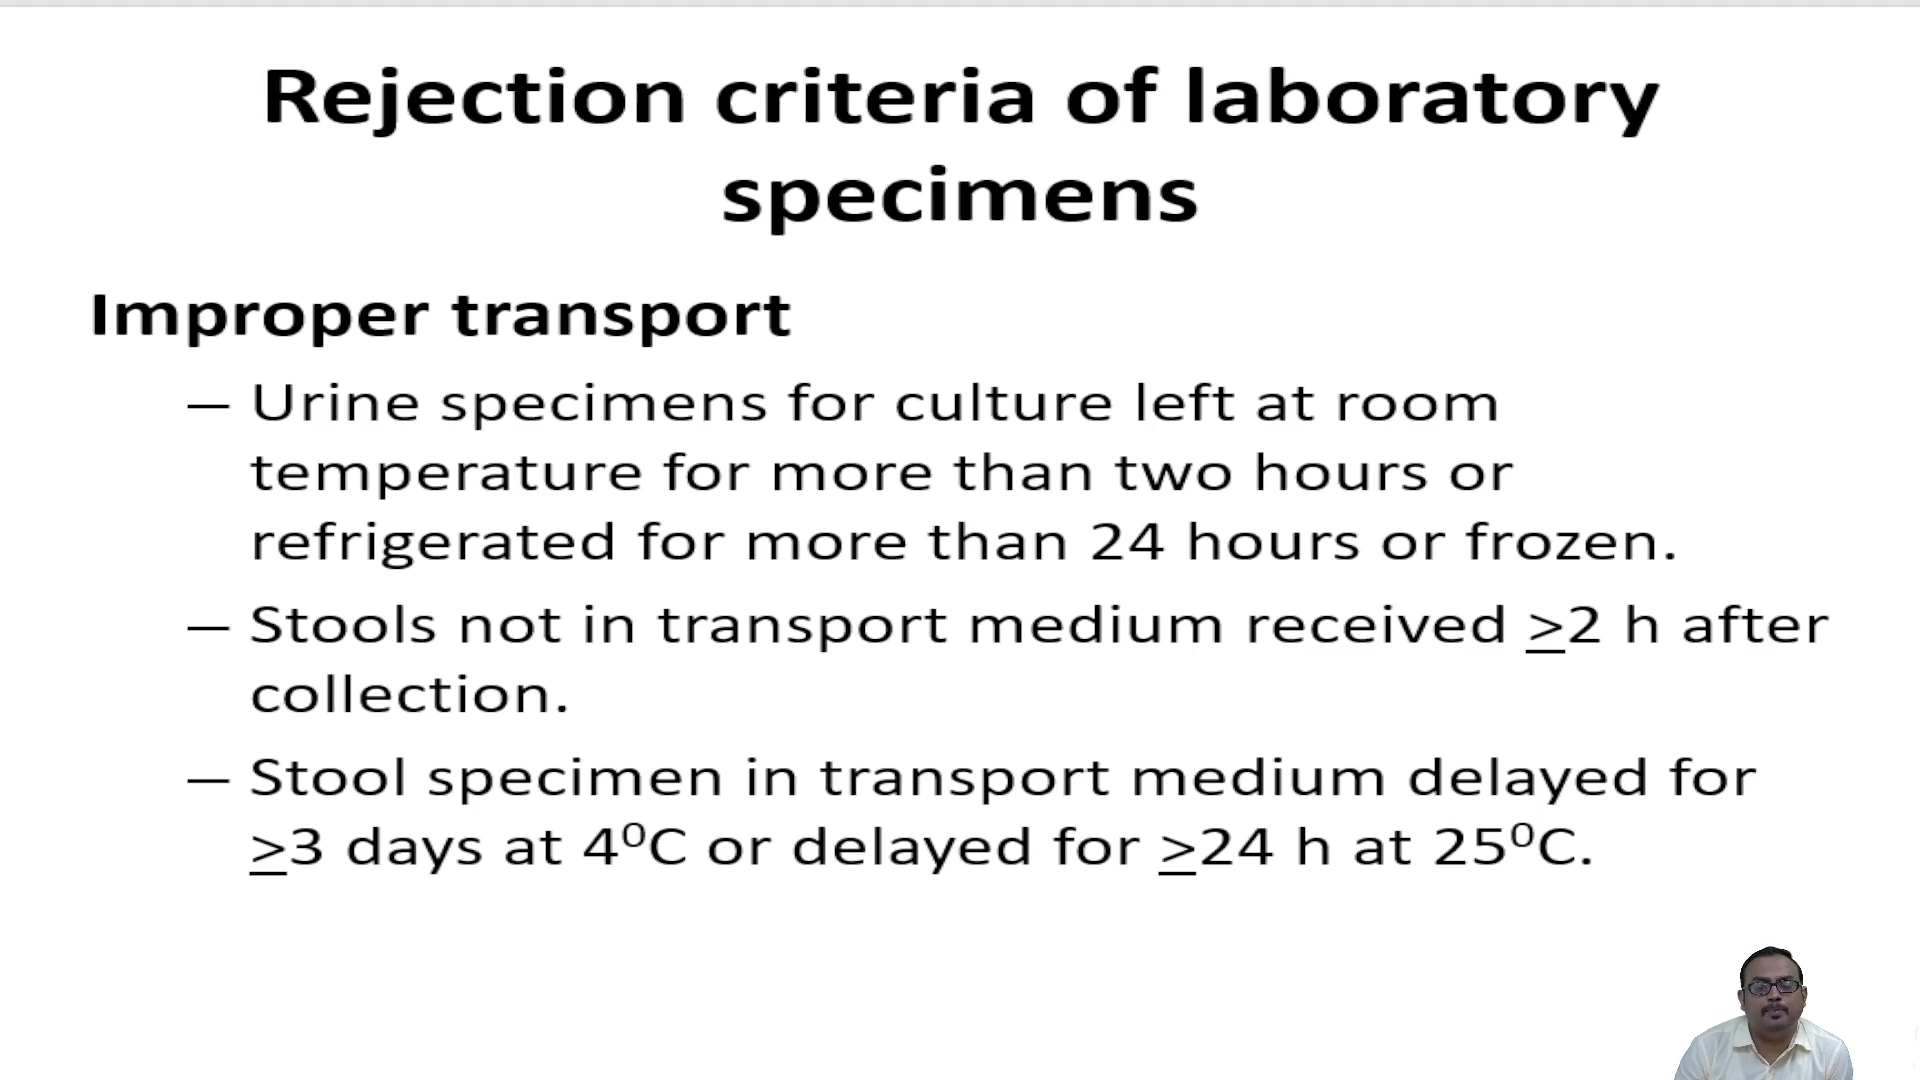 Rejection criteria of laboratory
specimens
Improper transport
– Urine specimens for culture left at room
temperature for more than two hours or
refrigerated for more than 24 hours or frozen.
– Stools not in transport medium received >2 h after
collection.
– Stool specimen in transport medium delayed for
>3 days at 4⁰C or delayed for >24 h at 25⁰C.